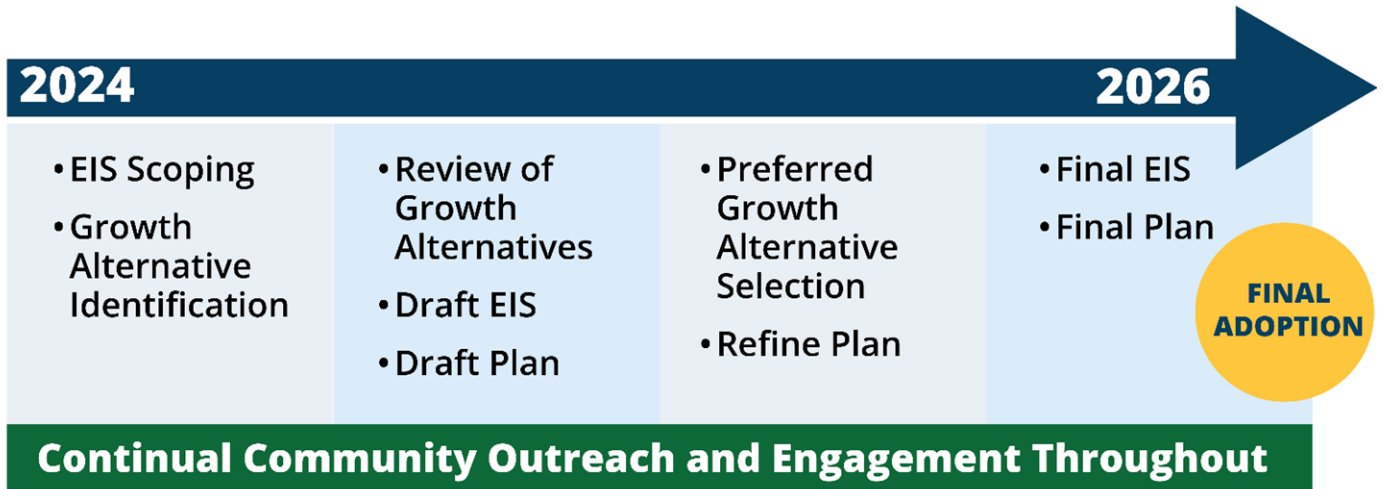 2024
2026
• EIS Scoping
• Growth
Alternative
Identification
• Review of
Growth
Alternatives
• Draft EIS
• Draft Plan
• Preferred
Growth
Alternative
Selection
• Refine Plan
• Final EIS
• Final Plan
FINAL
ADOPTION
Continual Community Outreach and Engagement Throughout